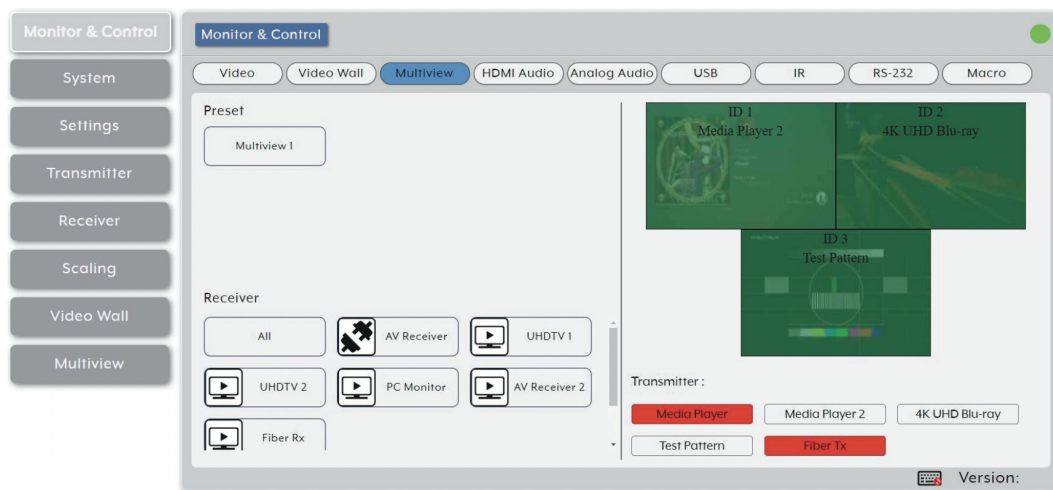 Monitor & Control
System
Settings
Transmitter
Receiver
Scaling
Video Wall
Multiview
Monitor & Control
Video
Video Wall
Multiview
HDMI Audio
Analog Audio
USB
IR
RS-232
Macro
Preset
Multiview 1
Receiver
All
AV Receiver
UHDTV 1
UHDTV 2
PC Monitor
AV Receiver 2
Fiber Rx
ID 1
Media Player 2
ID 2
4K UHD Blu-ray
ID 3
Test Pattern
Transmitter :
Media Player
Media Player 2
4K UHD Blu-ray
Test Pattern
Fiber Tx
Version: